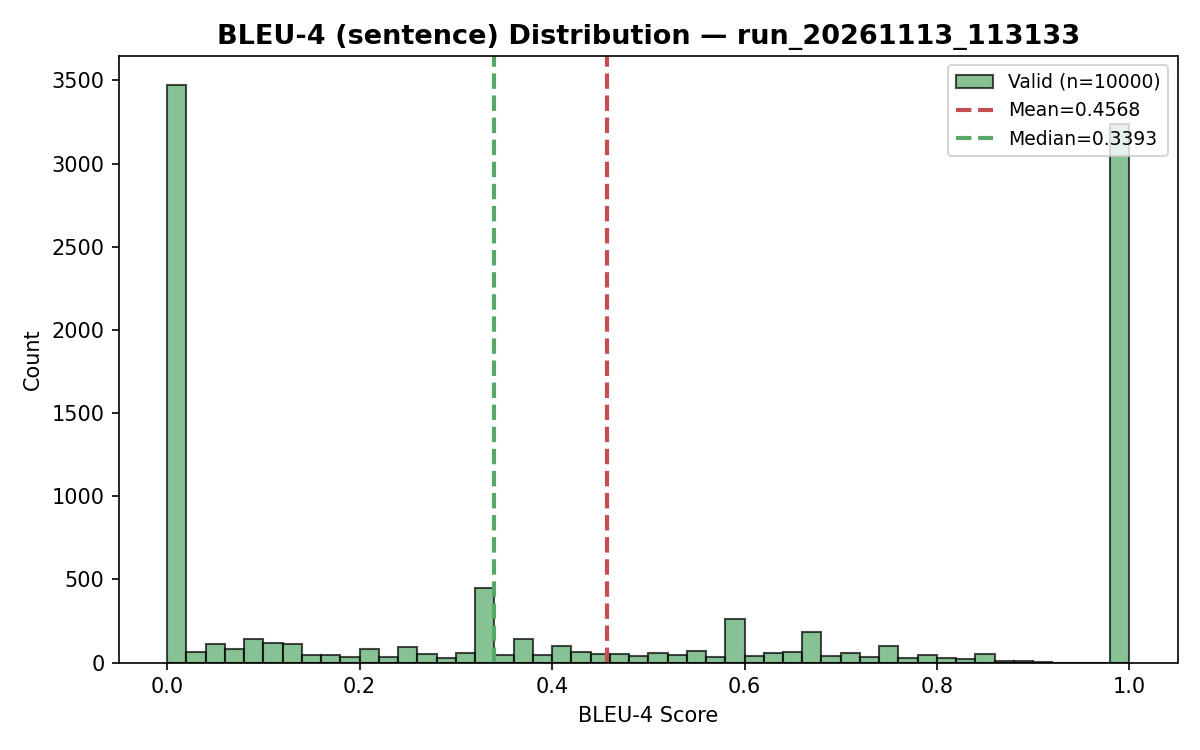 BLEU-4 (sentence) Distribution — run_20261113_113133
Valid (n=10000)
Mean=0.4568
Median=0.3393
3500
3000
2500
2000
1500
1000
500
0
Count
0.0
0.2
0.4
0.6
0.8
1.0
BLEU-4 Score